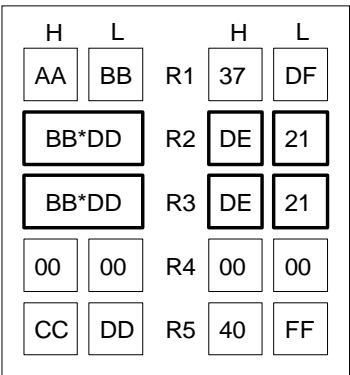 H L H L
AA BB R1 37 DF
BB*DD R2 DE 21
BB*DD R3 DE 21
00 00 R4 00 00
CC DD R5 40 FF